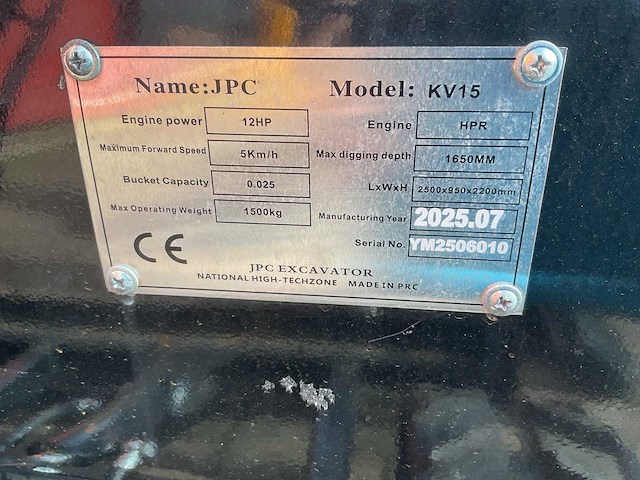 Name:JPC Model: KV15
Engine power 12HP Engine HPR
Maximum Forward Speed 5Km/h Max digging depth 1650MM
Bucket Capacity 0.025 LxWxH 2500x950x2200mm
Max Operating Weight 1500kg Manufacturing Year 2025.07
Serial No. YM2506010
CE
JPC EXCAVATOR
NATIONAL HIGH-TECHZONE MADE IN PRC